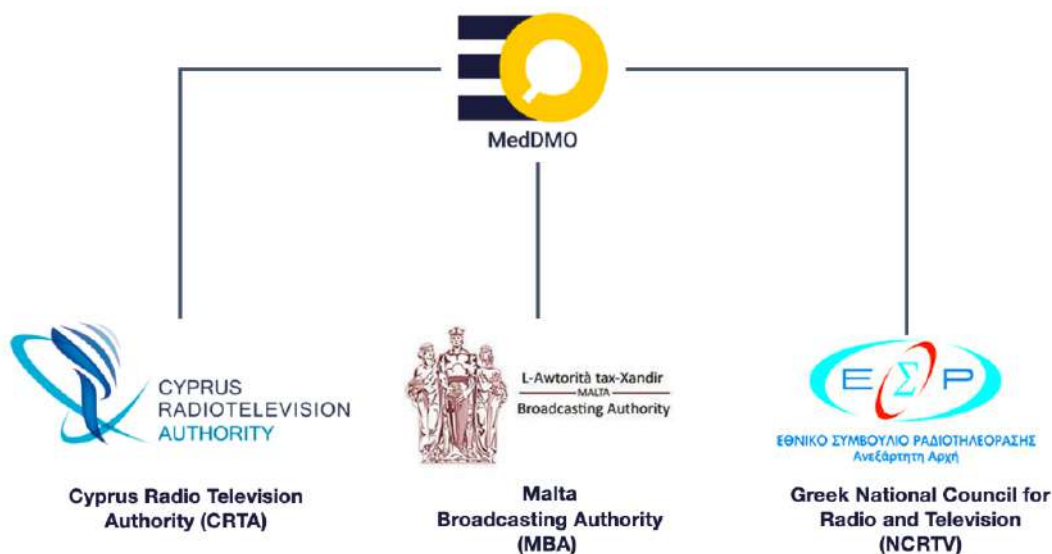 MedDMO
CYPRUS
RADIOTELEVISION
AUTHORITY
Cyprus Radio Television
Authority (CRTA)
L-Awtorità tax-Xandir
MALTA
Broadcasting Authority
Malta
Broadcasting Authority
(MBA)
ΕΣΡ
ΕΘΝΙΚΟ ΣΥΜΒΟΥΛΙΟ ΡΑΔΙΟΤΗΛΕΟΡΑΣΗΣ
Ανεξάρτητη Αρχή
Greek National Council for
Radio and Television
(NCRTV)